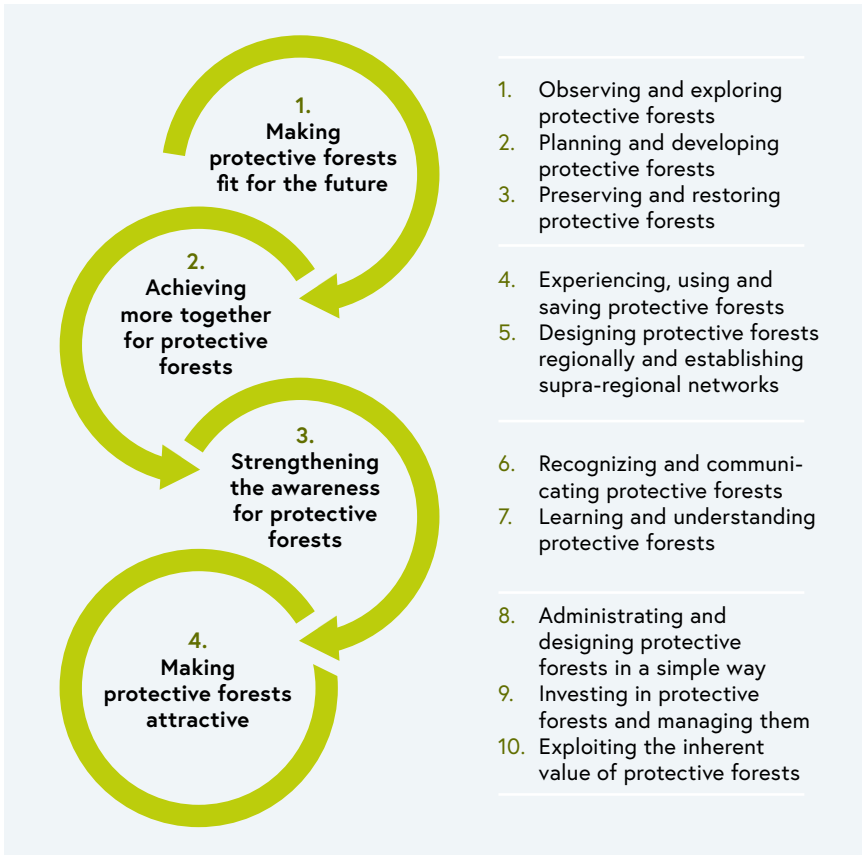 1.
Making
protective forests
fit for the future
2.
Achieving
more together
for protective
forests
3.
Strengthening
the awareness
for protective
forests
4.
Making
protective forests
attractive
1. Observing and exploring
protective forests
2. Planning and developing
protective forests
3. Preserving and restoring
protective forests
4. Experiencing, using and
saving protective forests
5. Designing protective forests
regionally and establishing
supra-regional networks
6. Recognizing and communi-
cating protective forests
7. Learning and understanding
protective forests
8. Administrating and
designing protective
forests in a simple way
9. Investing in protective
forests and managing them
10. Exploiting the inherent
value of protective forests